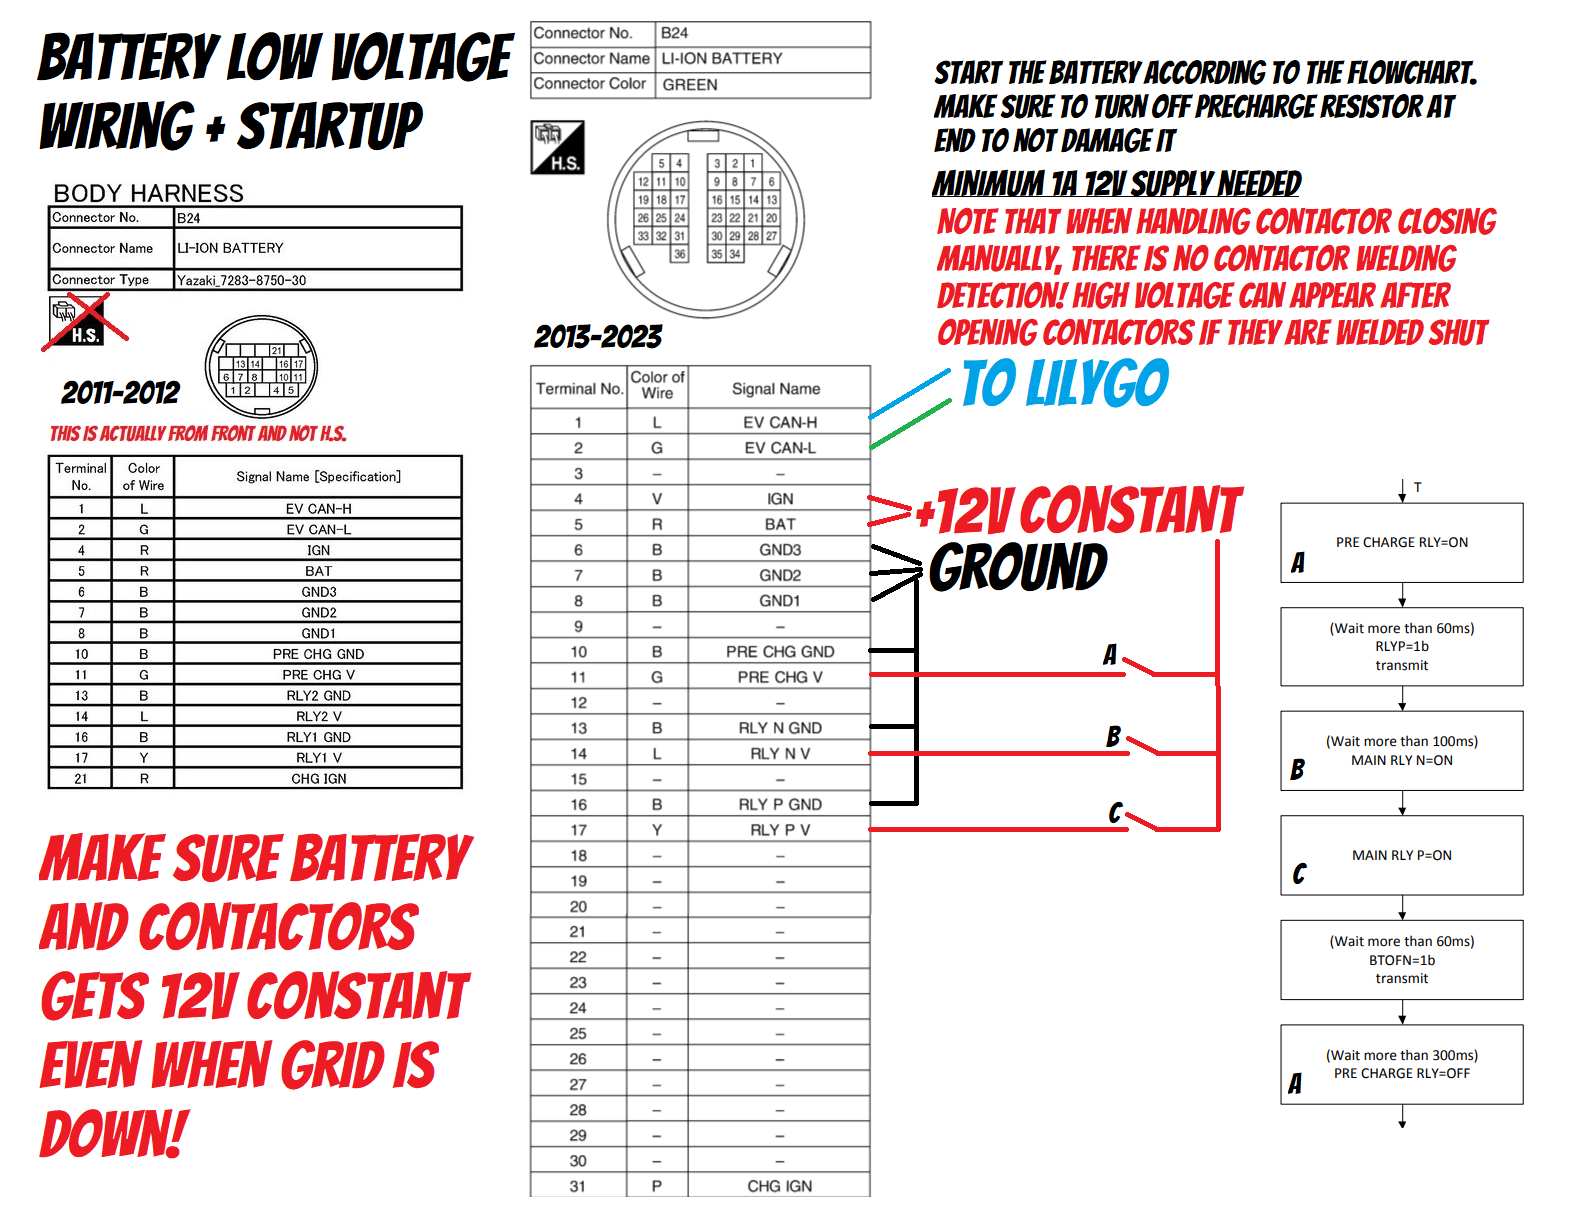 BATTERY LOW VOLTAGE
WIRING + STARTUP
BODY HARNESS
Connector No. B24
Connector Name LI-ION BATTERY
Connector Type Yazaki_7283-8750-30
H.S.
21
13 14 16 17
6 7 8 10 11
1 2 4 5
2011-2012
THIS IS ACTUALLY FROM FRONT AND NOT H.S.
Terminal No. Color of Wire Signal Name [Specification]
1 L EV CAN-H
2 G EV CAN-L
4 R IGN
5 R BAT
6 B GND3
7 B GND2
8 B GND1
10 B PRE CHG GND
11 G PRE CHG V
13 B RLY2 GND
14 L RLY2 V
16 B RLY1 GND
17 Y RLY1 V
21 R CHG IGN
MAKE SURE BATTERY
AND CONTACTORS
GETS 12V CONSTANT
EVEN WHEN GRID IS
DOWN!
Connector No. B24
Connector Name LI-ION BATTERY
Connector Color GREEN
H.S.
5 4 3 2 1
12 11 10 9 8 7 6
19 18 17 16 15 14 13
26 25 24 23 22 21 20
33 32 31 30 29 28 27
36 35 34
2013-2023
Terminal No. Color of Wire Signal Name
1 L EV CAN-H
2 G EV CAN-L
3 – –
4 V IGN
5 R BAT
6 B GND3
7 B GND2
8 B GND1
9 – –
10 B PRE CHG GND
11 G PRE CHG V
12 – –
13 B RLY N GND
14 L RLY N V
15 – –
16 B RLY P GND
17 Y RLY P V
18 – –
19 – –
20 – –
21 – –
22 – –
23 – –
24 – –
25 – –
26 – –
27 – –
28 – –
29 – –
30 – –
31 P CHG IGN
START THE BATTERY ACCORDING TO THE FLOWCHART.
MAKE SURE TO TURN OFF PRECHARGE RESISTOR AT
END TO NOT DAMAGE IT
MINIMUM 1A 12V SUPPLY NEEDED
NOTE THAT WHEN HANDLING CONTACTOR CLOSING
MANUALLY, THERE IS NO CONTACTOR WELDING
DETECTION! HIGH VOLTAGE CAN APPEAR AFTER
OPENING CONTACTORS IF THEY ARE WELDED SHUT
TO LILYGO
+12V CONSTANT
GROUND
A
B
C
T
PRE CHARGE RLY=ON
A
(Wait more than 60ms)
RLYP=1b
transmit
(Wait more than 100ms)
MAIN RLY N=ON
B
MAIN RLY P=ON
C
(Wait more than 60ms)
BTOFN=1b
transmit
(Wait more than 300ms)
PRE CHARGE RLY=OFF
A